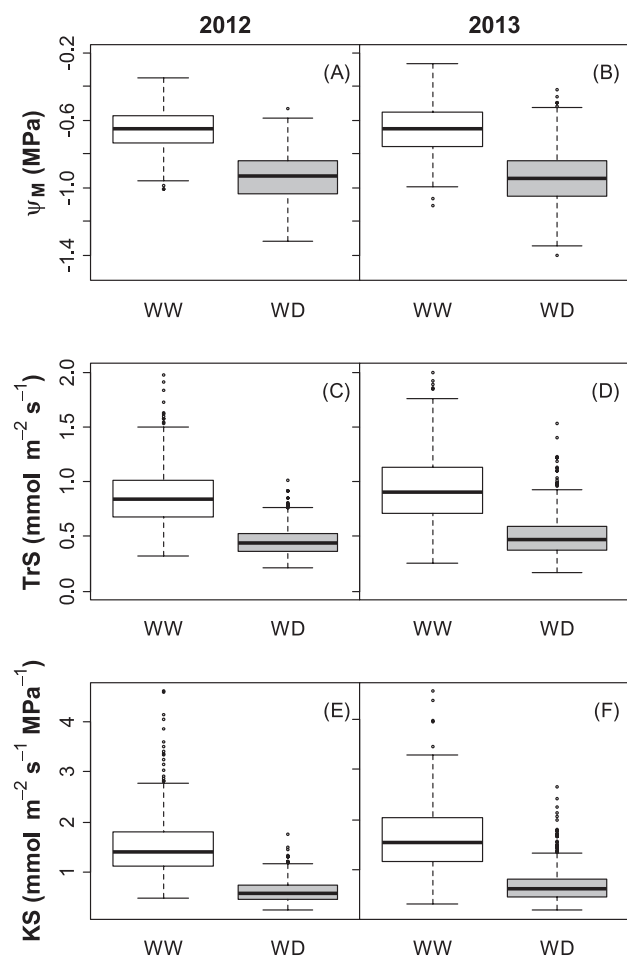 2012 2013
(A) (B)
ψM (MPa)
-0.2
-0.6
-1.0
-1.4
WW WD WW WD
(C) (D)
TrS (mmol m−2 s−1)
2.0
1.5
1.0
0.5
0.0
WW WD WW WD
(E) (F)
KS (mmol m−2 s−1 MPa−1)
4
3
2
1
WW WD WW WD